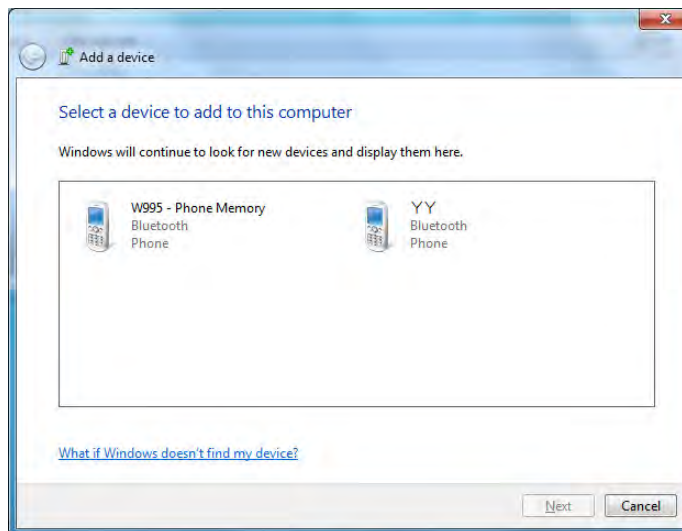 Add a device
Select a device to add to this computer
Windows will continue to look for new devices and display them here.
W995 - Phone Memory
Bluetooth
Phone
YY
Bluetooth
Phone
What if Windows doesn't find my device?
Next
Cancel